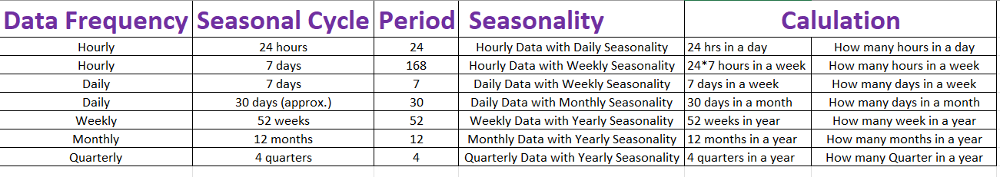 Data Frequency Seasonal Cycle Period Seasonality Calulation
Hourly 24 hours 24 Hourly Data with Daily Seasonality 24 hrs in a day How many hours in a day
Hourly 7 days 168 Hourly Data with Weekly Seasonality 24*7 hours in a week How many hours in a week
Daily 7 days 7 Daily Data with Weekly Seasonality 7 days in a week How many days in a week
Daily 30 days (approx.) 30 Daily Data with Monthly Seasonality 30 days in a month How many days in a month
Weekly 52 weeks 52 Weekly Data with Yearly Seasonality 52 weeks in year How many week in a year
Monthly 12 months 12 Monthly Data with Yearly Seasonality 12 months in a year How many months in a year
Quarterly 4 quarters 4 Quarterly Data with Yearly Seasonality 4 quarters in a year How many Quarter in a year